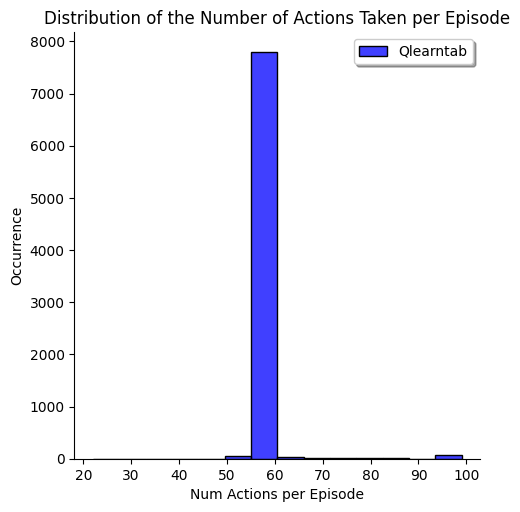 Distribution of the Number of Actions Taken per Episode
Qlearntab
8000
7000
6000
5000
4000
3000
2000
1000
0
Occurrence
20 30 40 50 60 70 80 90 100
Num Actions per Episode